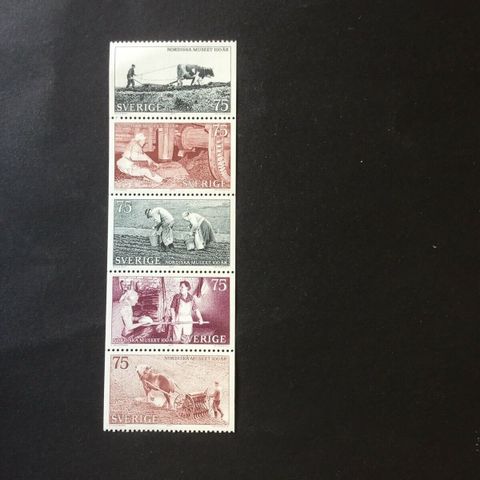 NORDISKA MUSEET 100 ÅR
SVERIGE 75
75
SVERIGE
75
SVERIGE NORDISKA MUSEET 100 ÅR
75
NORDISKA MUSEET 100 ÅR SVERIGE
75 NORDISKA MUSEET 100 ÅR
SVERIGE